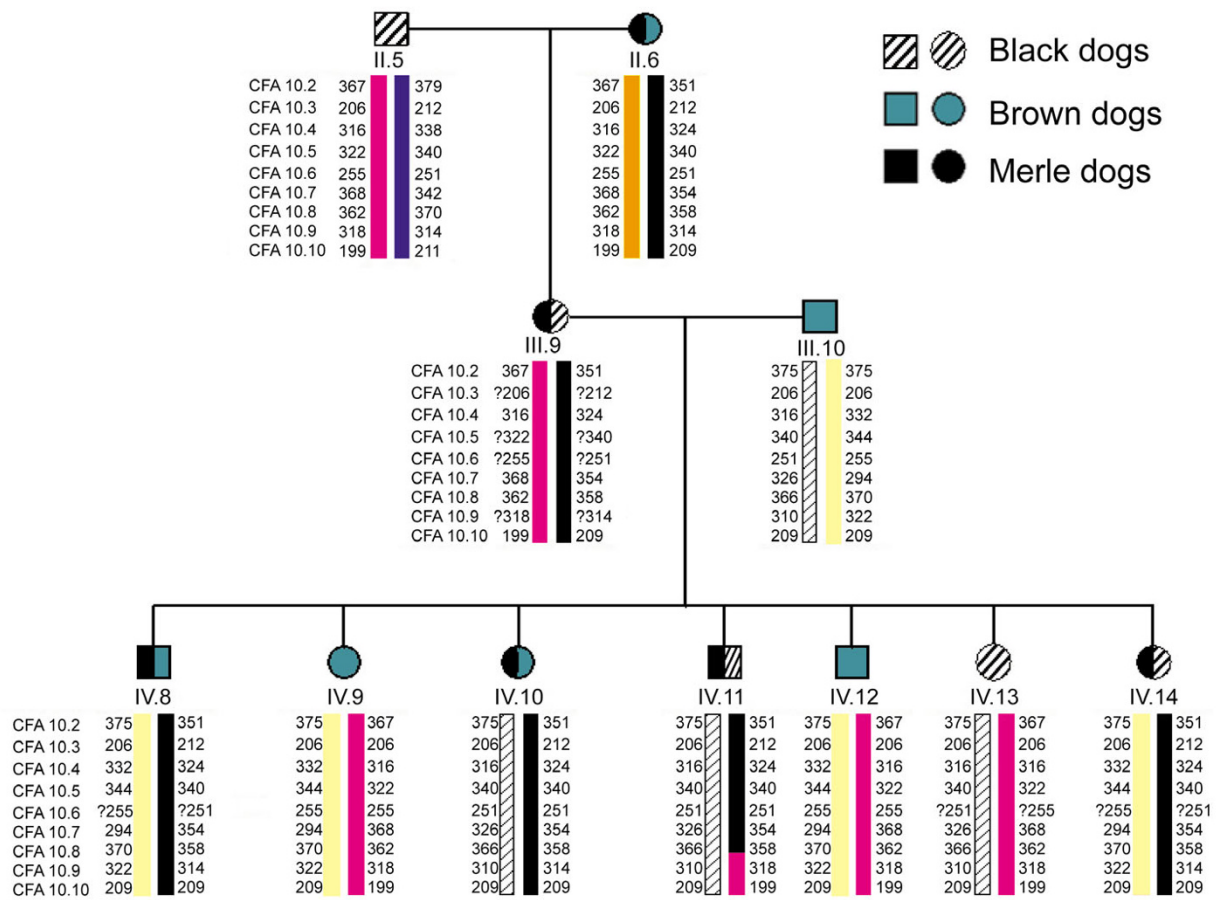 Black dogs
Brown dogs
Merle dogs
II.5 II.6
CFA 10.2 367 379 367 351
CFA 10.3 206 212 206 212
CFA 10.4 316 338 316 324
CFA 10.5 322 340 322 340
CFA 10.6 255 251 255 251
CFA 10.7 368 342 368 354
CFA 10.8 362 370 362 358
CFA 10.9 318 314 318 314
CFA 10.10 199 211 199 209
III.9 III.10
CFA 10.2 367 351 375 375
CFA 10.3 ?206 ?212 206 206
CFA 10.4 316 324 316 332
CFA 10.5 ?322 ?340 340 344
CFA 10.6 ?255 ?251 251 255
CFA 10.7 368 354 326 294
CFA 10.8 362 358 366 370
CFA 10.9 ?318 ?314 310 322
CFA 10.10 199 209 209 209
IV.8 IV.9 IV.10 IV.11 IV.12 IV.13 IV.14
CFA 10.2 375 351 375 367 375 351 375 351 375 367 375 367 375 351
CFA 10.3 206 212 206 206 206 212 206 212 206 206 206 206 206 212
CFA 10.4 332 324 332 316 316 324 316 324 332 316 316 316 332 324
CFA 10.5 344 340 344 322 340 340 340 340 344 322 340 322 344 340
CFA 10.6 ?255 ?251 255 255 251 251 251 251 255 255 ?251 ?255 ?255 ?251
CFA 10.7 294 354 294 368 326 354 326 354 294 368 326 368 294 354
CFA 10.8 370 358 370 362 366 358 366 358 370 362 366 362 370 358
CFA 10.9 322 314 322 318 310 314 310 318 322 318 310 318 322 314
CFA 10.10 209 209 209 199 209 209 209 199 209 199 209 199 209 209